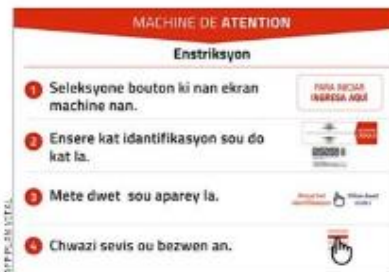 MACHINE DE ATENTION
Enstriksyon
1 Seleksyone bouton ki nan ekran
machine nan.
PARA INICIAR
INGRESA AQUÍ
2 Ensere kat idantifikasyon sou do
kat la.
3 Mete dwet sou aparey la.
4 Chwazi sevis ou bezwen an.